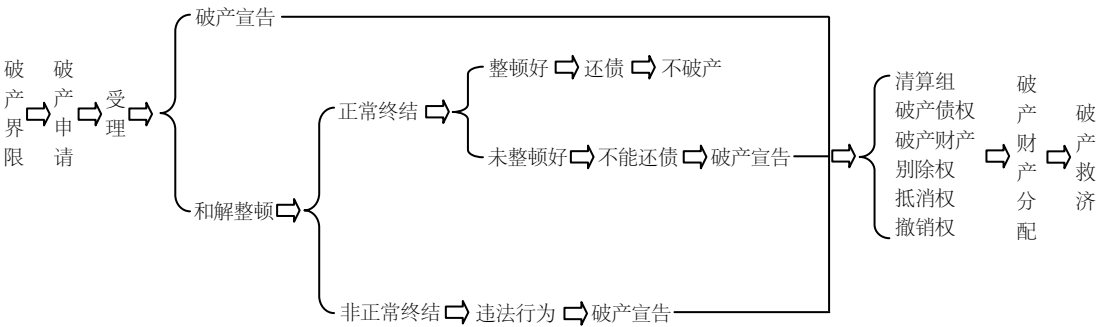 破产界限
破产申请
受理
破产宣告
和解整顿
正常终结
整顿好
还债
不破产
未整顿好
不能还债
破产宣告
非正常终结
违法行为
破产宣告
清算组
破产债权
破产财产
别除权
抵消权
撤销权
破产财产分配
破产救济